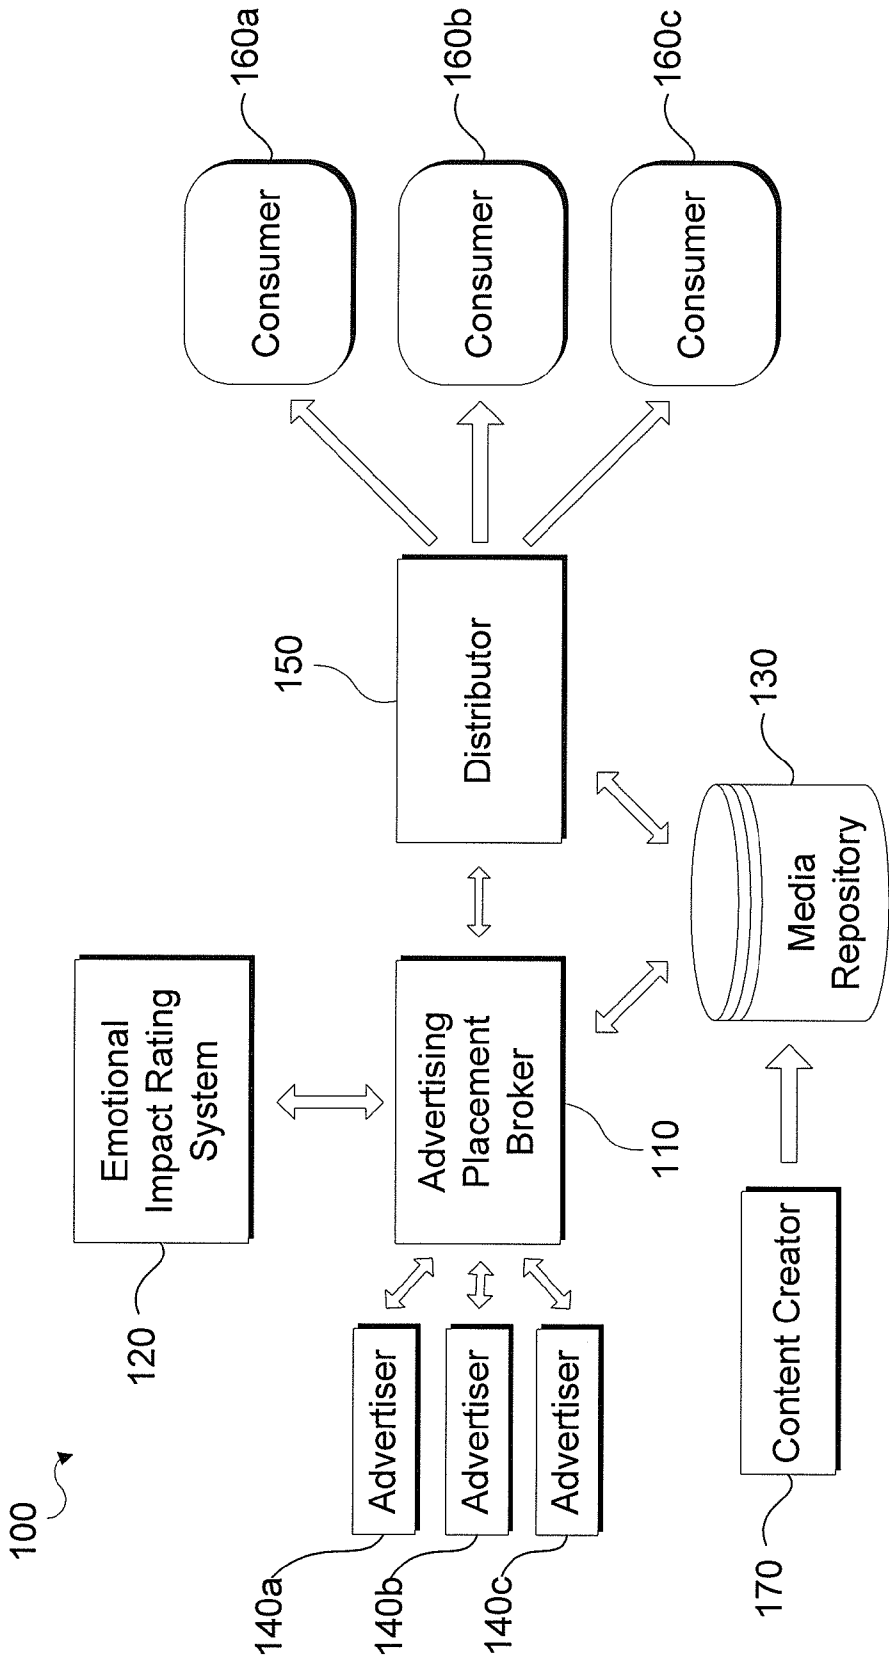 100
120
Emotional
Impact Rating
System
140a
Advertiser
140b
Advertiser
140c
Advertiser
Advertising
Placement
Broker
110
150
Distributor
160a
Consumer
160b
Consumer
160c
Consumer
130
Media
Repository
170
Content Creator